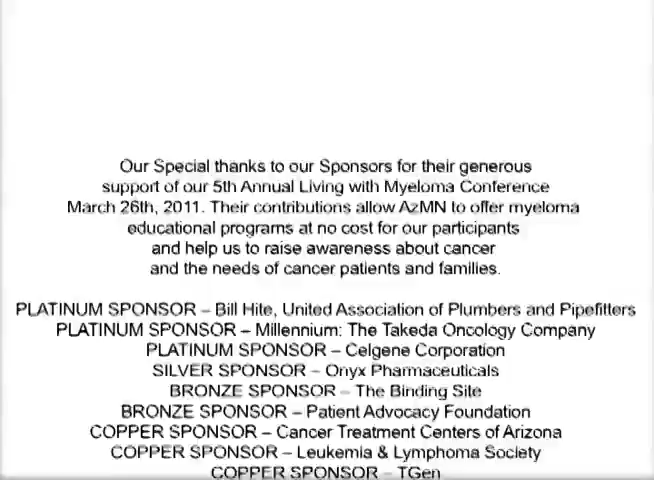 Our Special thanks to our Sponsors for their generous
support of our 5th Annual Living with Myeloma Conference
March 26th, 2011. Their contributions allow AzMN to offer myeloma
educational programs at no cost for our participants
and help us to raise awareness about cancer
and the needs of cancer patients and families.
PLATINUM SPONSOR – Bill Hite, United Association of Plumbers and Pipefitters
PLATINUM SPONSOR – Millennium: The Takeda Oncology Company
PLATINUM SPONSOR – Celgene Corporation
SILVER SPONSOR – Onyx Pharmaceuticals
BRONZE SPONSOR – The Binding Site
BRONZE SPONSOR – Patient Advocacy Foundation
COPPER SPONSOR – Cancer Treatment Centers of Arizona
COPPER SPONSOR – Leukemia & Lymphoma Society
COPPER SPONSOR – TGen